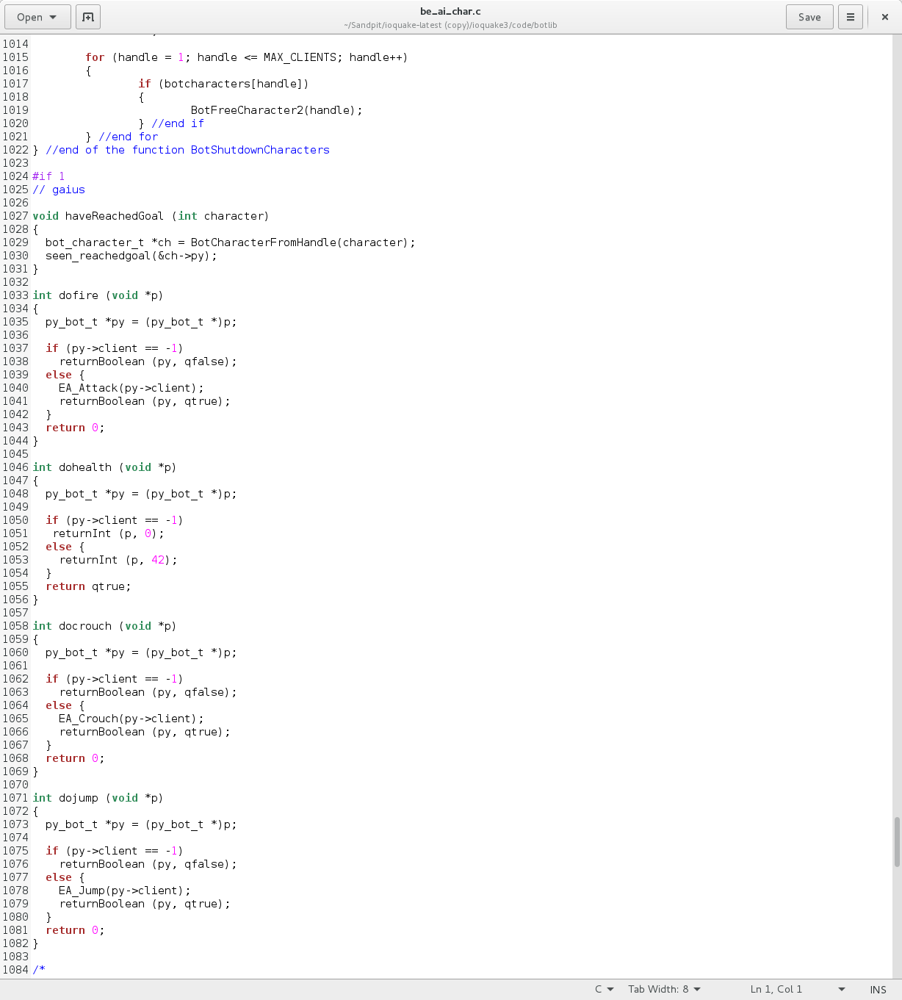 Open
be_ai_char.c
~/Sandpit/ioquake-latest (copy)/ioquake3/code/botlib
Save
1014
1015         for (handle = 1; handle <= MAX_CLIENTS; handle++)
1016         {
1017                 if (botcharacters[handle])
1018                 {
1019                         BotFreeCharacter2(handle);
1020                 } //end if
1021         } //end for
1022 } //end of the function BotShutdownCharacters
1023
1024 #if 1
1025 // gaius
1026
1027 void haveReachedGoal (int character)
1028 {
1029   bot_character_t *ch = BotCharacterFromHandle(character);
1030   seen_reachedgoal(&ch->py);
1031 }
1032
1033 int dofire (void *p)
1034 {
1035   py_bot_t *py = (py_bot_t *)p;
1036
1037   if (py->client == -1)
1038     returnBoolean (py, qfalse);
1039   else {
1040     EA_Attack(py->client);
1041     returnBoolean (py, qtrue);
1042   }
1043   return 0;
1044 }
1045
1046 int dohealth (void *p)
1047 {
1048   py_bot_t *py = (py_bot_t *)p;
1049
1050   if (py->client == -1)
1051    returnInt (p, 0);
1052   else {
1053     returnInt (p, 42);
1054   }
1055   return qtrue;
1056 }
1057
1058 int docrouch (void *p)
1059 {
1060   py_bot_t *py = (py_bot_t *)p;
1061
1062   if (py->client == -1)
1063     returnBoolean (py, qfalse);
1064   else {
1065     EA_Crouch(py->client);
1066     returnBoolean (py, qtrue);
1067   }
1068   return 0;
1069 }
1070
1071 int dojump (void *p)
1072 {
1073   py_bot_t *py = (py_bot_t *)p;
1074
1075   if (py->client == -1)
1076     returnBoolean (py, qfalse);
1077   else {
1078     EA_Jump(py->client);
1079     returnBoolean (py, qtrue);
1080   }
1081   return 0;
1082 }
1083
1084 /*
C Tab Width: 8 Ln 1, Col 1 INS